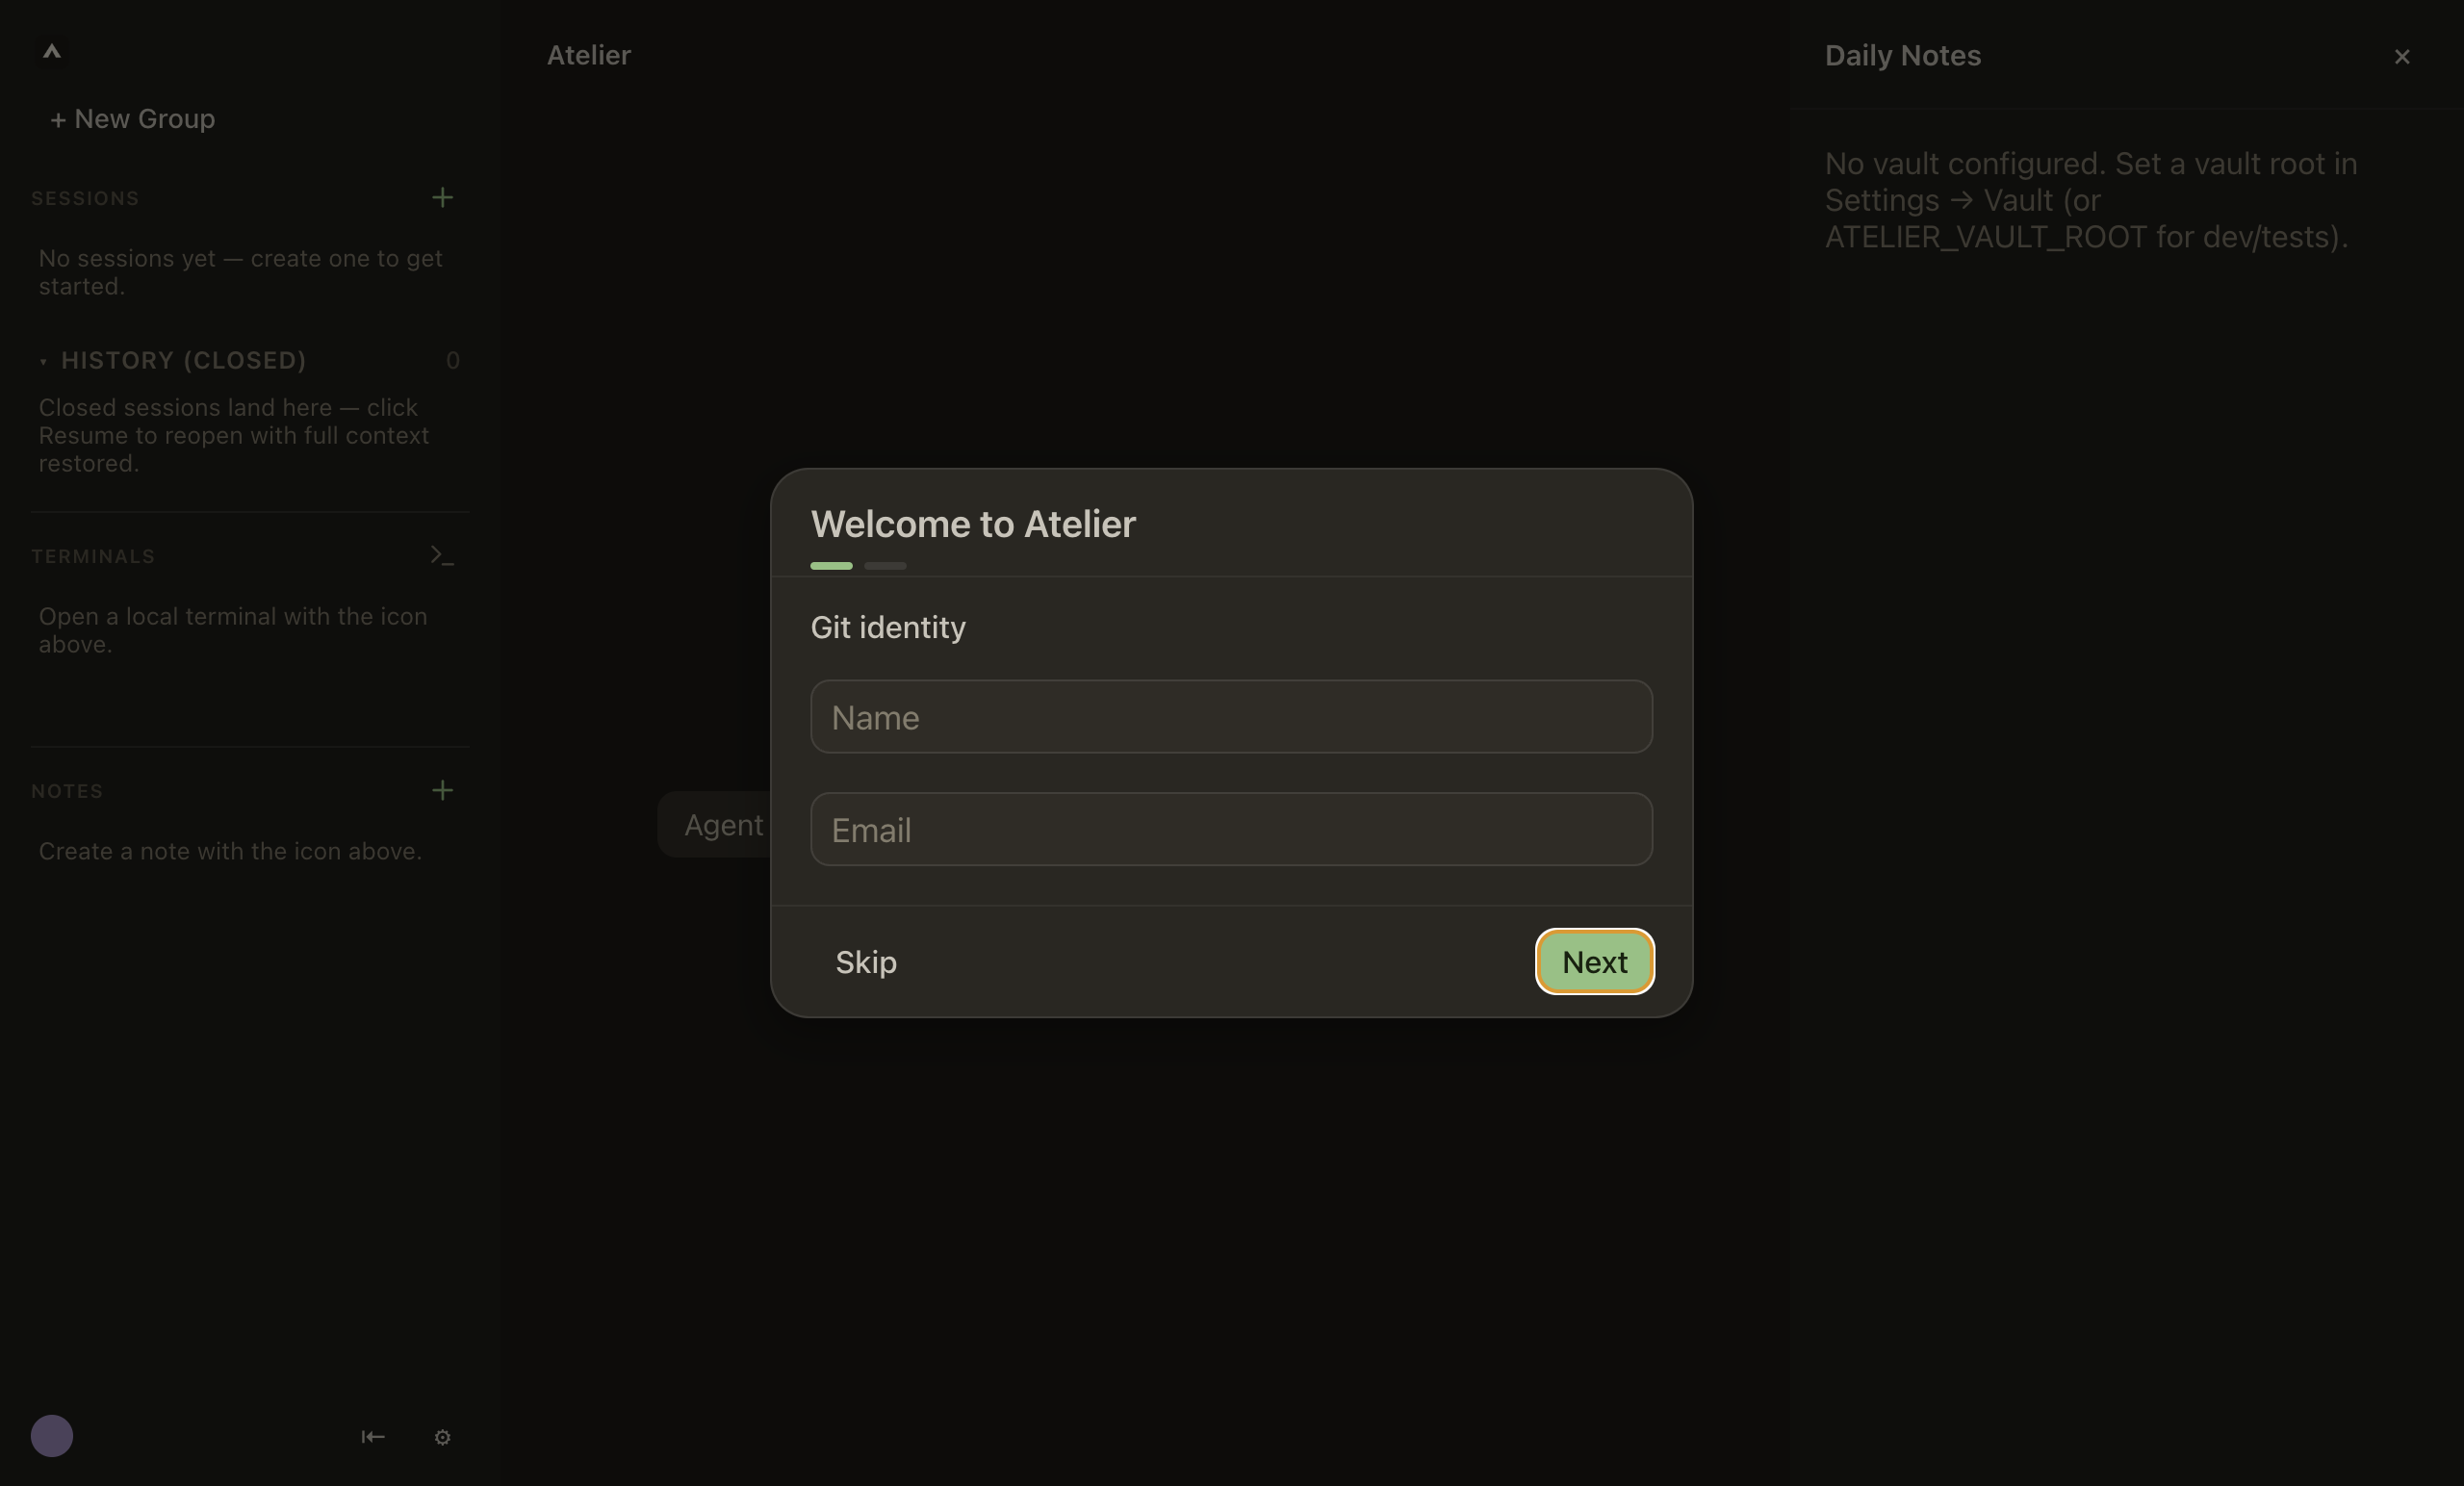 + New Group
SESSIONS
No sessions yet — create one to get
started.
HISTORY (CLOSED) 0
Closed sessions land here — click
Resume to reopen with full context
restored.
TERMINALS
Open a local terminal with the icon
above.
NOTES
Create a note with the icon above.
Atelier
Agent
Welcome to Atelier
Git identity
Name
Email
Skip
Next
Daily Notes
No vault configured. Set a vault root in
Settings → Vault (or
ATELIER_VAULT_ROOT for dev/tests).